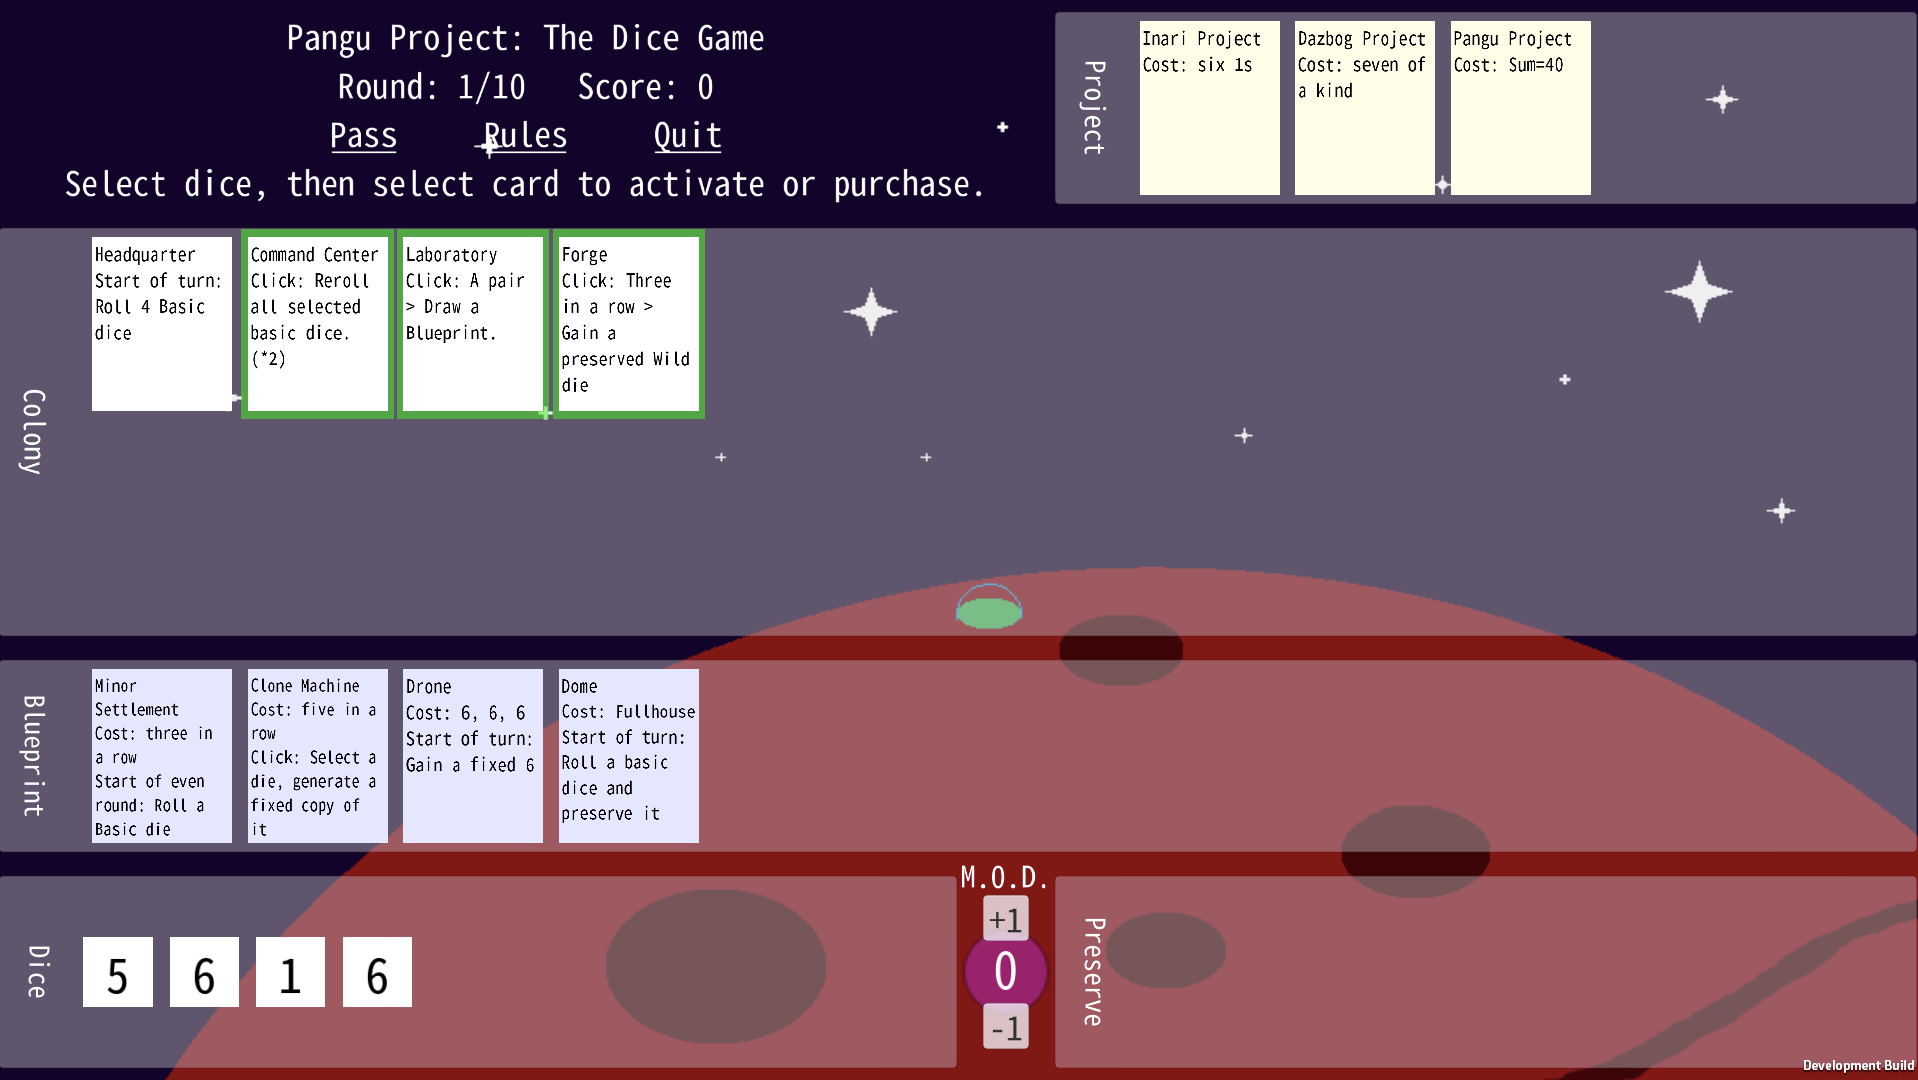 Pangu Project: The Dice Game
Round: 1/10 Score: 0
Pass Rules Quit
Select dice, then select card to activate or purchase.
Project
Inari Project
Cost: six 1s
Dazbog Project
Cost: seven of
a kind
Pangu Project
Cost: Sum=40
Colony
Headquarter
Start of turn:
Roll 4 Basic
dice
Command Center
Click: Reroll
all selected
basic dice.
(*2)
Laboratory
Click: A pair
> Draw a
Blueprint.
Forge
Click: Three
in a row >
Gain a
preserved Wild
die
Blueprint
Minor
Settlement
Cost: three in
a row
Start of even
round: Roll a
Basic die
Clone Machine
Cost: five in a
row
Click: Select a
die, generate a
fixed copy of
it
Drone
Cost: 6, 6, 6
Start of turn:
Gain a fixed 6
Dome
Cost: Fullhouse
Start of turn:
Roll a basic
dice and
preserve it
Dice
5 6 1 6
M.O.D.
+1
0
-1
Preserve
Development Build